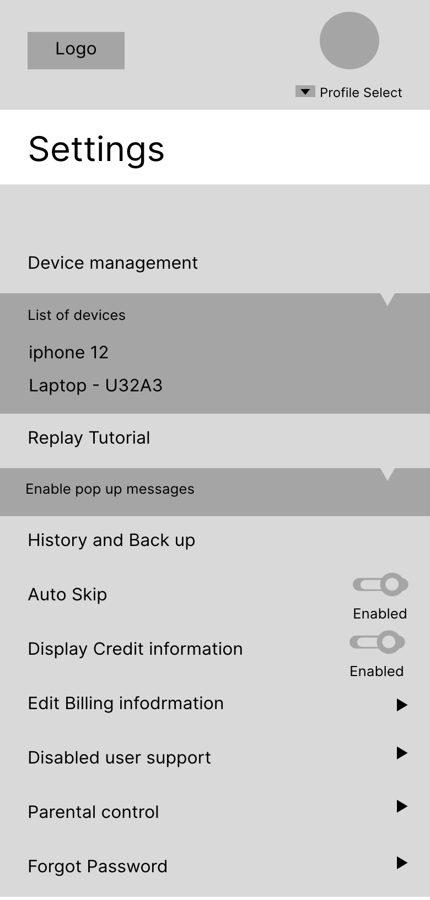 Logo
Profile Select
Settings
Device management
List of devices
iphone 12
Laptop - U32A3
Replay Tutorial
Enable pop up messages
History and Back up
Auto Skip
Enabled
Display Credit information
Enabled
Edit Billing infodrmation
Disabled user support
Parental control
Forgot Password